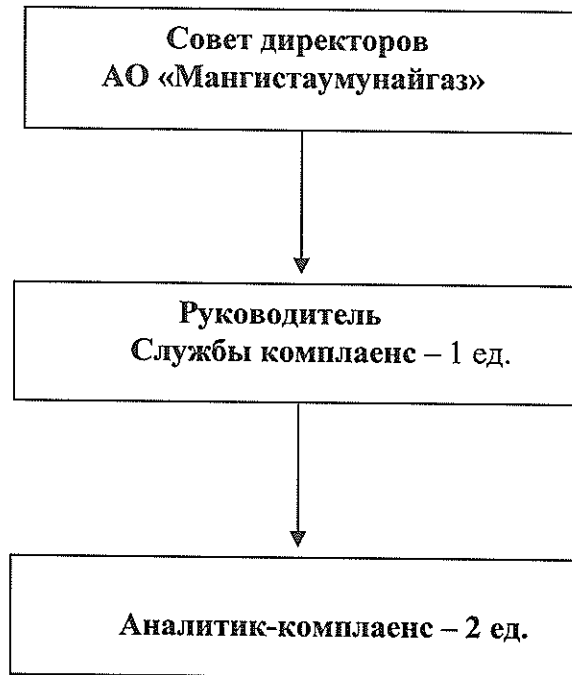 Совет директоров
АО «Мангистаумунайгаз»
Руководитель
Службы комплаенс – 1 ед.
Аналитик-комплаенс – 2 ед.